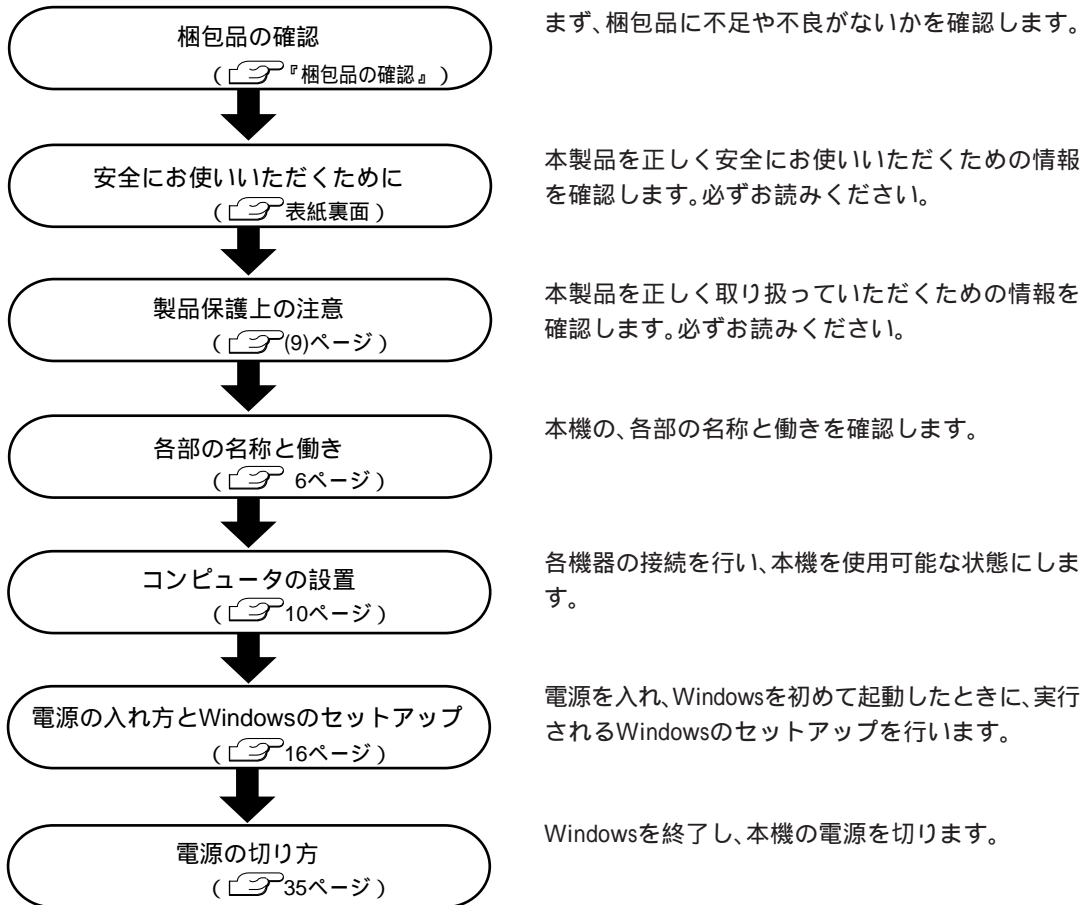 梱包品の確認
(『梱包品の確認』)
まず、梱包品に不足や不良がないかを確認します。
安全にお使いいただくために
(表紙裏面)
本製品を正しく安全にお使いいただくための情報
を確認します。必ずお読みください。
製品保護上の注意
((9)ページ)
本製品を正しく取り扱っていただくための情報を
確認します。必ずお読みください。
各部の名称と働き
( 6ページ)
本機の、各部の名称と働きを確認します。
コンピュータの設置
(10ページ)
各機器の接続を行い、本機を使用可能な状態にしま
す。
電源の入れ方とWindowsのセットアップ
(16ページ)
電源を入れ、Windowsを初めて起動したときに、実行
されるWindowsのセットアップを行います。
電源の切り方
(35ページ)
Windowsを終了し、本機の電源を切ります。